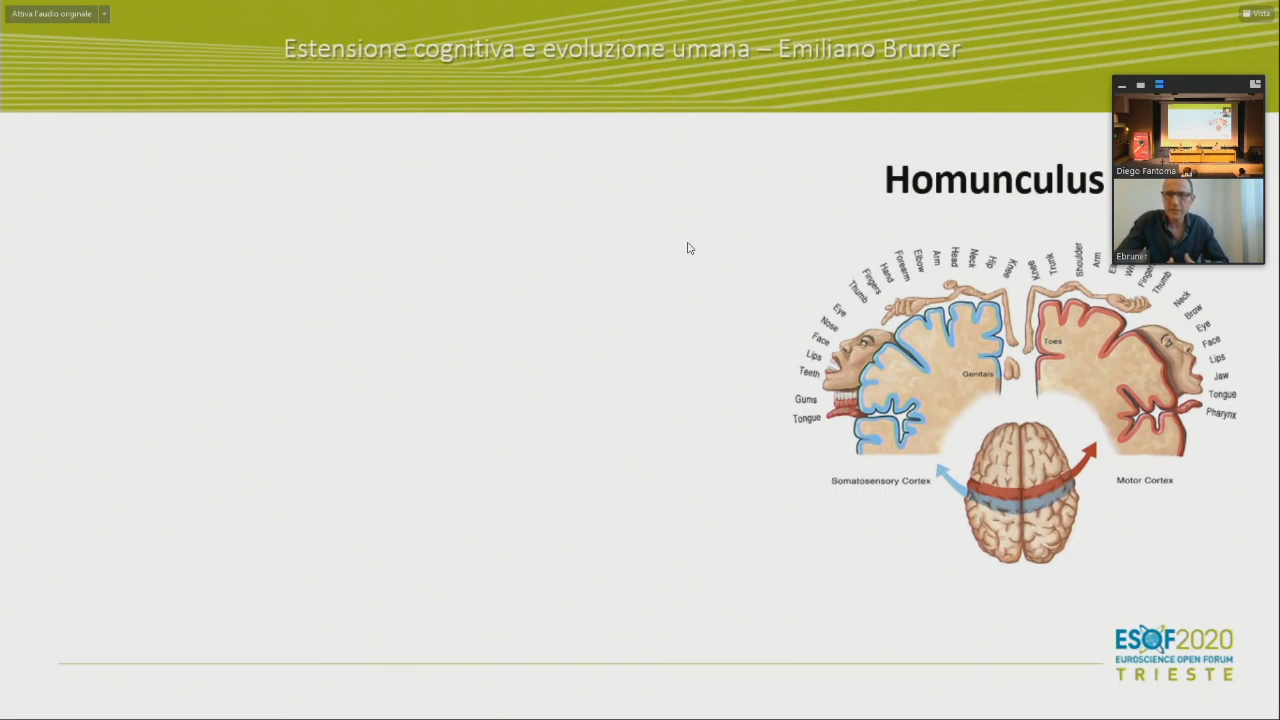 Attiva l'audio originale
Vista
Estensione cognitiva e evoluzione umana – Emiliano Bruner
Diego Fantoma
Ebruner
Homunculus
Tongue
Gums
Teeth
Lips
Face
Nose
Eye
Thumb
Fingers
Hand
Forearm
Elbow
Arm
Head
Neck
Hip
Knee
Knee
Trunk
Shoulder
Arm
Thumb
Neck
Brow
Eye
Face
Lips
Jaw
Tongue
Pharynx
Toes
Genitals
Somatosensory Cortex
Motor Cortex
ESOF2020
EUROSCIENCE OPEN FORUM
TRIESTE